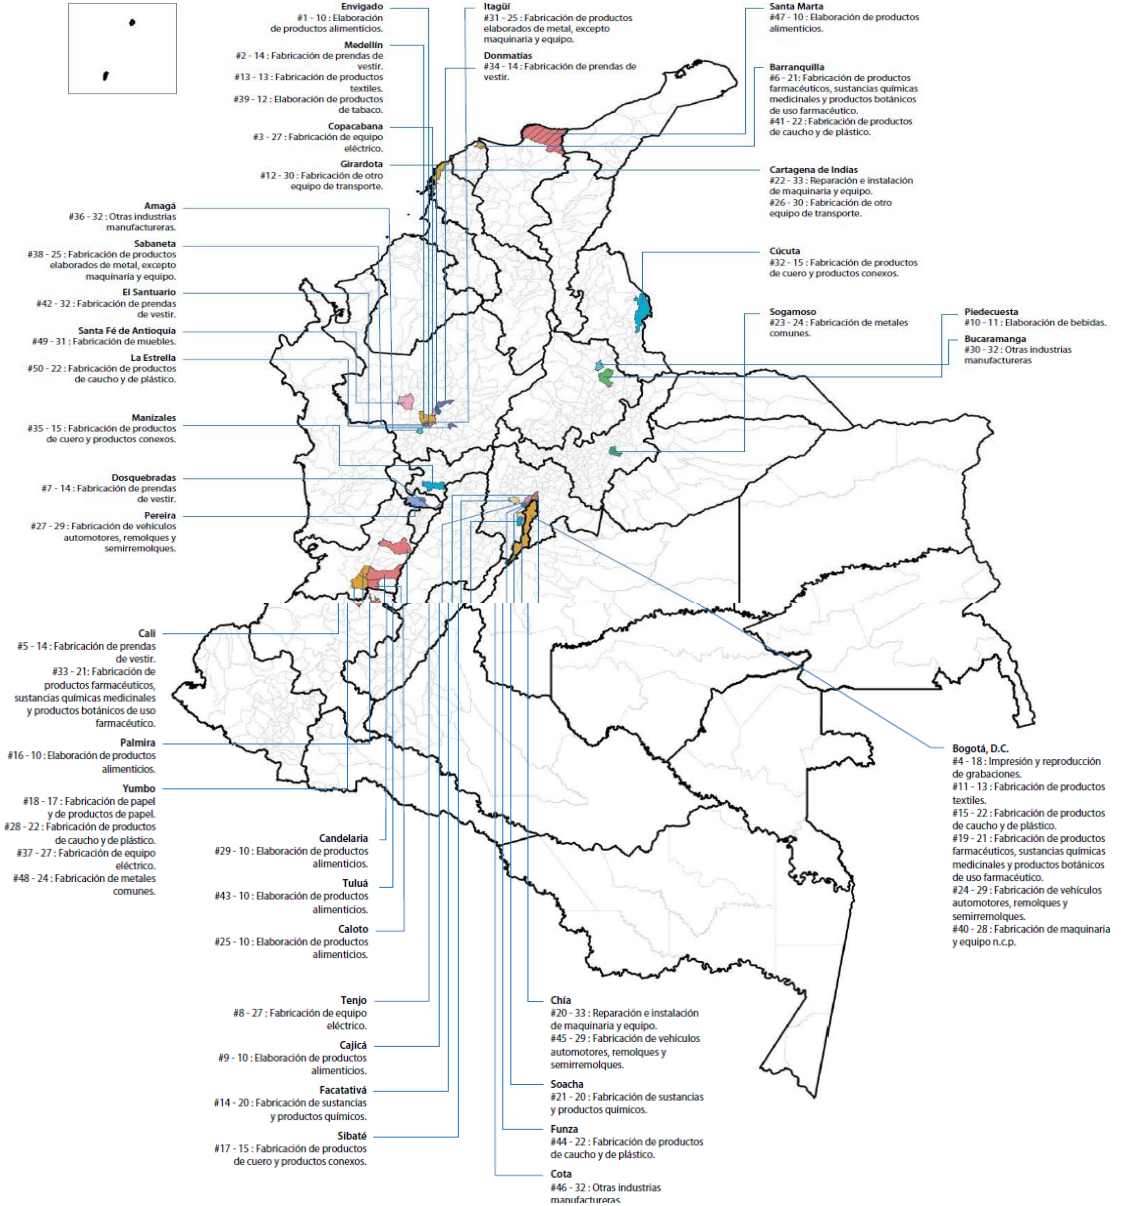 Envigado
#1 - 10 : Elaboración
de productos alimenticios.
Medellín
#2 - 14 : Fabricación de prendas de
vestir.
#13 - 13 : Fabricación de productos
textiles.
#39 - 12 : Elaboración de productos
de tabaco.
Copacabana
#3 - 27 : Fabricación de equipo
eléctrico.
Girardota
#12 - 30 : Fabricación de otro
equipo de transporte.
Amagá
#36 - 32 : Otras industrias
manufactureras.
Sabaneta
#38 - 25 : Fabricación de productos
elaborados de metal, excepto
maquinaria y equipo.
El Santuario
#42 - 32 : Fabricación de prendas
de vestir.
Santa Fé de Antioquia
#49 - 31 : Fabricación de muebles.
La Estrella
#50 - 22 : Fabricación de productos
de caucho y de plástico.
Manizales
#35 - 15 : Fabricación de productos
de cuero y productos conexos.
Dosquebradas
#7 - 14 : Fabricación de prendas
de vestir.
Pereira
#27 - 29 : Fabricación de vehículos
automotores, remolques y
semirremolques.
Itagüí
#31 - 25 : Fabricación de productos
elaborados de metal, excepto
maquinaria y equipo.
Donmatías
#34 - 14 : Fabricación de prendas de
vestir.
Santa Marta
#47 - 10 : Elaboración de productos
alimenticios.
Barranquilla
#6 - 21: Fabricación de productos
farmacéuticos, sustancias químicas
medicinales y productos botánicos
de uso farmacéutico.
#41 - 22 : Fabricación de productos
de caucho y de plástico.
Cartagena de Indias
#22 - 33 : Reparación e instalación
de maquinaria y equipo.
#26 - 30 : Fabricación de otro
equipo de transporte.
Cúcuta
#32 - 15 : Fabricación de productos
de cuero y productos conexos.
Sogamoso
#23 - 24 : Fabricación de metales
comunes.
Piedecuesta
#10 - 11 : Elaboración de bebidas.
Bucaramanga
#30 - 32 : Otras industrias
manufactureras
Cali
#5 - 14 : Fabricación de prendas
de vestir.
#33 - 21: Fabricación de
productos farmacéuticos,
sustancias químicas medicinales
y productos botánicos de uso
farmacéutico.
Palmira
#16 - 10 : Elaboración de productos
alimenticios.
Yumbo
#18 - 17 : Fabricación de papel
y de productos de papel.
#28 - 22 : Fabricación de productos
de caucho y de plástico.
#37 - 27 : Fabricación de equipo
eléctrico.
#48 - 24 : Fabricación de metales
comunes.
Candelaria
#29 - 10 : Elaboración de productos
alimenticios.
Tuluá
#43 - 10 : Elaboración de productos
alimenticios.
Caloto
#25 - 10 : Elaboración de productos
alimenticios.
Tenjo
#8 - 27 : Fabricación de equipo
eléctrico.
Cajicá
#9 - 10 : Elaboración de productos
alimenticios.
Facatativá
#14 - 20 : Fabricación de sustancias
y productos químicos.
Sibaté
#17 - 15 : Fabricación de productos
de cuero y productos conexos.
Chía
#20 - 33 : Reparación e instalación
de maquinaria y equipo.
#45 - 29 : Fabricación de vehículos
automotores, remolques y
semirremolques.
Soacha
#21 - 20 : Fabricación de sustancias
y productos químicos.
Funza
#44 - 22 : Fabricación de productos
de caucho y de plástico.
Cota
#46 - 32 : Otras industrias
manufactureras.
Bogotá, D.C.
#4 - 18 : Impresión y reproducción
de grabaciones.
#11 - 13 : Fabricación de productos
textiles.
#15 - 22 : Fabricación de productos
de caucho y de plástico.
#19 - 21 : Fabricación de productos
farmacéuticos, sustancias químicas
medicinales y productos botánicos
de uso farmacéutico.
#24 - 29 : Fabricación de vehículos
automotores, remolques y
semirremolques.
#40 - 28 : Fabricación de maquinaria
y equipo n.c.p.